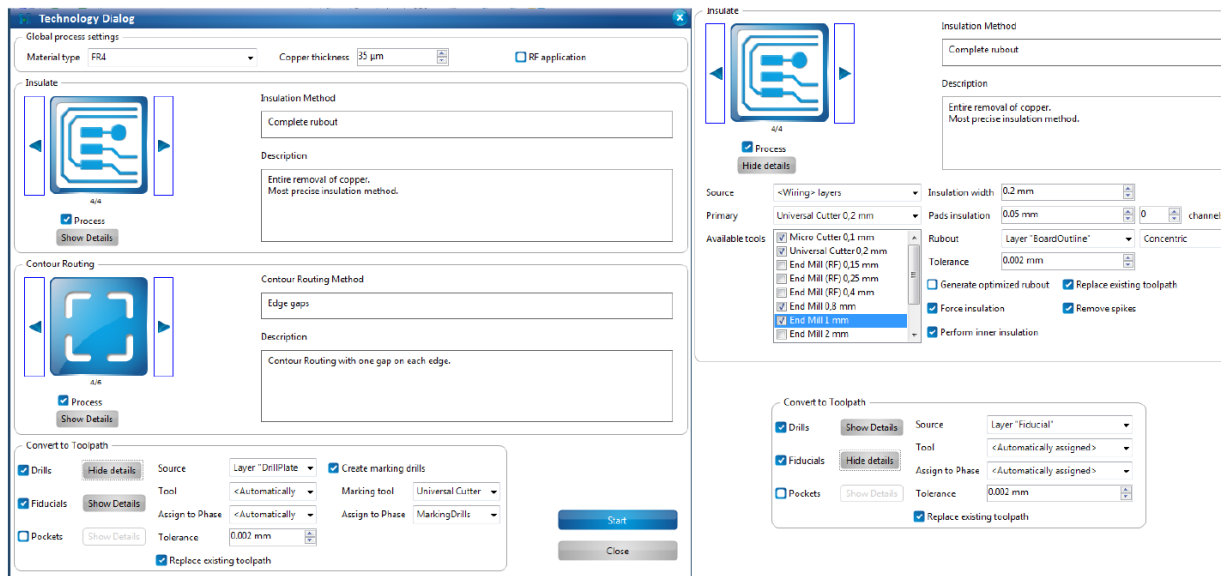 Technology Dialog
Global process settings
Material type FR4 Copper thickness 35 µm RF application
Insulate
Insulation Method
Complete rubout
Description
Entire removal of copper.
Most precise insulation method.
4/4
Process
Show Details
Contour Routing
Contour Routing Method
Edge gaps
Description
Contour Routing with one gap on each edge.
4/6
Process
Show Details
Convert to Toolpath
Drills Hide details Source Layer "DrillPlate Create marking drills
Tool <Automatically Marking tool Universal Cutter
Fiducials Show Details Assign to Phase <Automatically Assign to Phase MarkingDrills
Pockets Show Details Tolerance 0.002 mm
Replace existing toolpath
Start
Close
Insulate
Insulation Method
Complete rubout
Description
Entire removal of copper.
Most precise insulation method.
4/4
Process
Hide details
Source <Wiring> layers Insulation width 0.2 mm
Primary Universal Cutter 0,2 mm Pads insulation 0.05 mm 0 channel
Available tools Micro Cutter 0,1 mm Rubout Layer "BoardOutline" Concentric
Universal Cutter 0,2 mm
End Mill (RF) 0,15 mm Tolerance 0.002 mm
End Mill (RF) 0,25 mm
End Mill (RF) 0,4 mm Generate optimized rubout Replace existing toolpath
End Mill 0,8 mm Force insulation Remove spikes
End Mill 1 mm
End Mill 2 mm Perform inner insulation
Convert to Toolpath
Drills Show Details Source Layer "Fiducial"
Tool <Automatically assigned>
Fiducials Hide details Assign to Phase <Automatically assigned>
Pockets Show Details Tolerance 0.002 mm
Replace existing toolpath